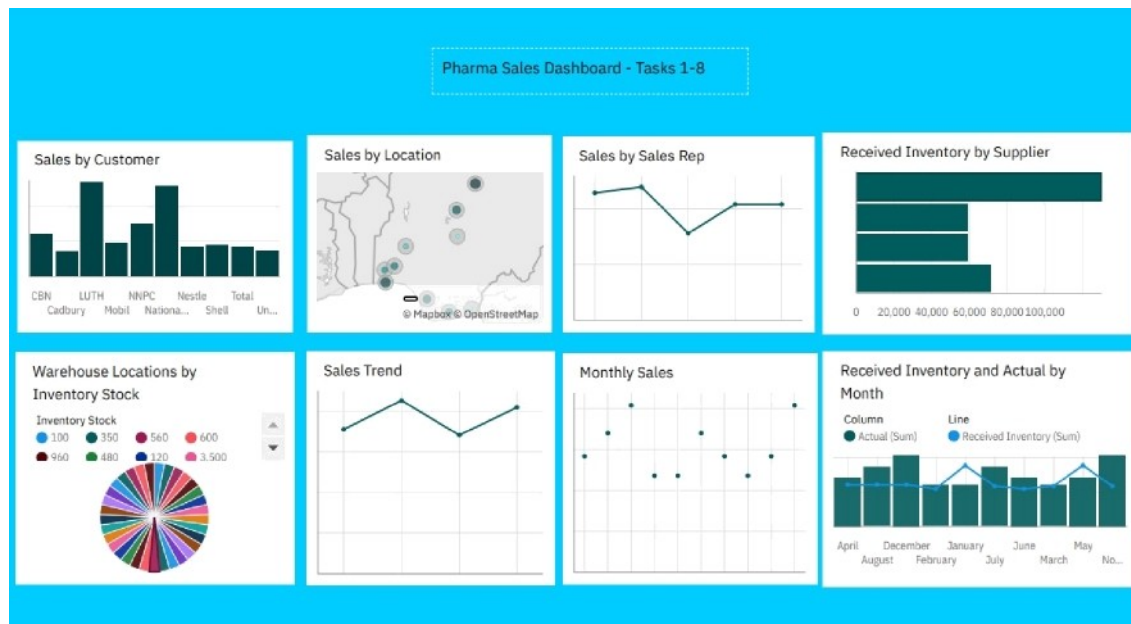 Pharma Sales Dashboard - Tasks 1-8
Sales by Customer
CBN LUTH NNPC Nestle Total
Cadbury Mobil Nationa... Shell Un...
Sales by Location
© Mapbox © OpenStreetMap
Sales by Sales Rep
Received Inventory by Supplier
0 20,000 40,000 60,000 80,000 100,000
Warehouse Locations by
Inventory Stock
Inventory Stock
100 350 560 600
960 480 120 3.500
Sales Trend
Monthly Sales
Received Inventory and Actual by
Month
Column Line
Actual (Sum) Received Inventory (Sum)
April December January June May
August February July March No...